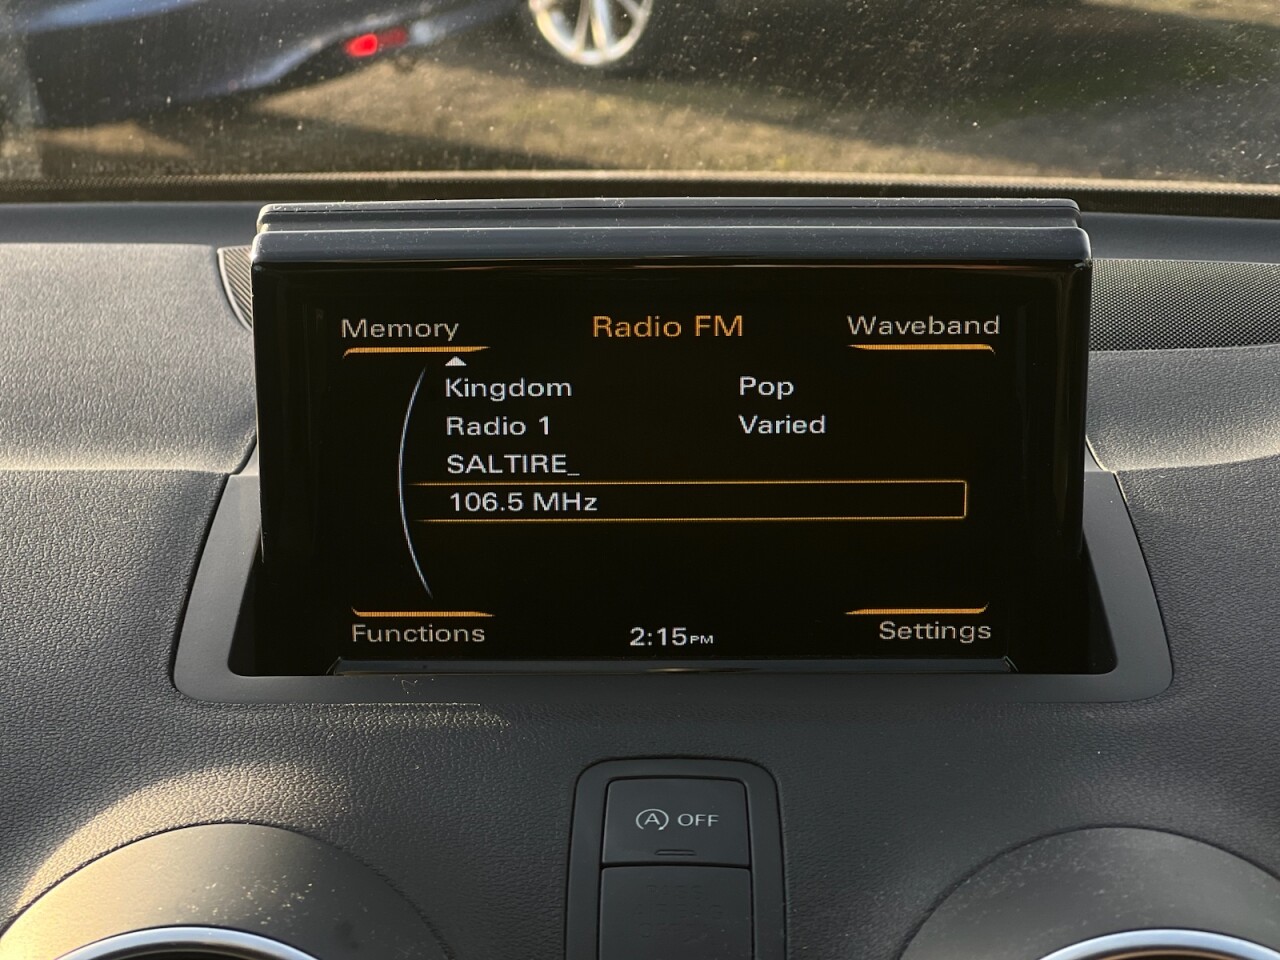 Memory Radio FM Waveband
Kingdom Pop
Radio 1 Varied
SALTIRE_
106.5 MHz
Functions 2:15PM Settings
(A) OFF